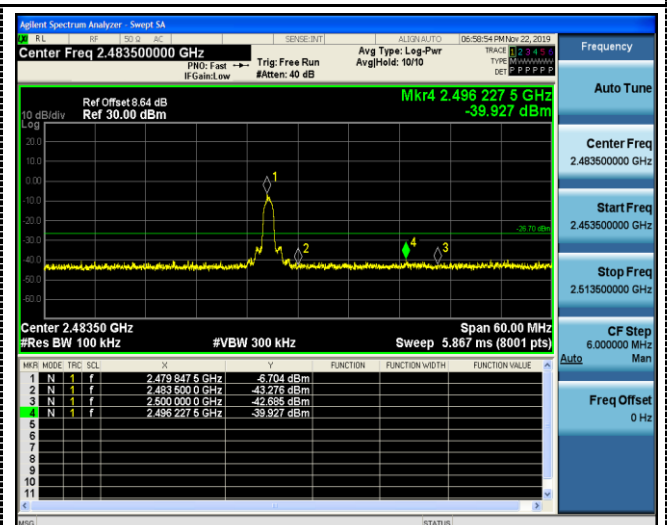 Agilent Spectrum Analyzer - Swept SA
RL RF 50 Ω AC SENSE:INT ALIGN AUTO 06:58:54 PM Nov 22, 2019
Center Freq 2.483500000 GHz Avg Type: Log-Pwr TRACE 1 2 3 4 5 6
PNO: Fast Trig: Free Run Avg|Hold: 10/10 TYPE M W W W W W
IFGain:Low #Atten: 40 dB DET P P P P P P
Frequency
Auto Tune
Center Freq
2.483500000 GHz
Start Freq
2.453500000 GHz
Stop Freq
2.513500000 GHz
CF Step
6.000000 MHz
Auto Man
Freq Offset
0 Hz
Mkr4 2.496 227 5 GHz
-39.927 dBm
Ref Offset 8.64 dB
10 dB/div Ref 30.00 dBm
Log
20.0
10.0
0.00
-10.0
-20.0
-30.0
-40.0
-50.0
-60.0
1
2
4
3
-26.70 dBm
Center 2.48350 GHz Span 60.00 MHz
#Res BW 100 kHz #VBW 300 kHz Sweep 5.867 ms (8001 pts)
MKR MODE TRC SCL X Y FUNCTION FUNCTION WIDTH FUNCTION VALUE
1 N 1 f 2.479 847 5 GHz -6.704 dBm
2 N 1 f 2.483 500 0 GHz -43.276 dBm
3 N 1 f 2.500 000 0 GHz -42.685 dBm
4 N 1 f 2.496 227 5 GHz -39.927 dBm
5
6
7
8
9
10
11
MSG STATUS